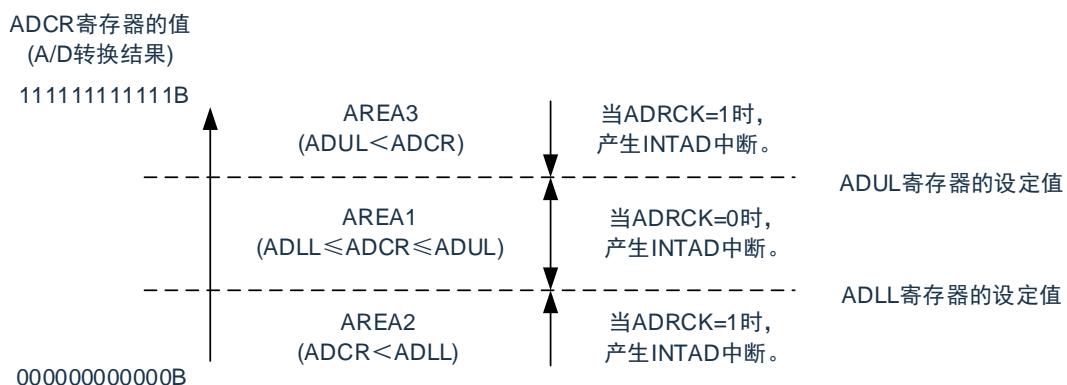 ADCR寄存器的值
(A/D转换结果)
111111111111B
AREA3
(ADUL<ADCR)
当ADRCK=1时，
产生INTAD中断。
ADUL寄存器的设定值
AREA1
(ADLL≤ADCR≤ADUL)
当ADRCK=0时，
产生INTAD中断。
ADLL寄存器的设定值
AREA2
(ADCR<ADLL)
当ADRCK=1时，
产生INTAD中断。
000000000000B